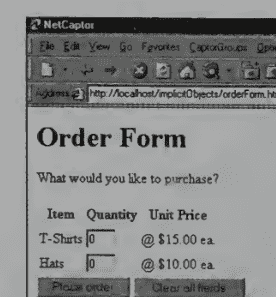 NetCaptor
File Edit View Go Favorites CaptorGroups
Address http://localhost/implicitObjects/orderForm.ht
Order Form
What would you like to purchase?
Item Quantity Unit Price
T-Shirts 0 @ $15.00 ea.
Hats 0 @ $10.00 ea.
Place order Clear all fields